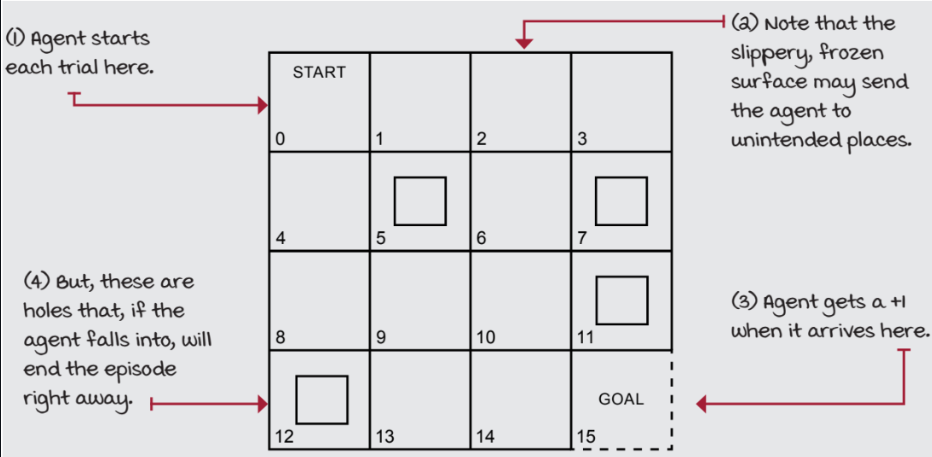 (1) Agent starts
each trial here.
(2) Note that the
slippery, frozen
surface may send
the agent to
unintended places.
START
0
1
2
3
4
5
6
7
(4) But, these are
holes that, if the
agent falls into, will
end the episode
right away.
8
9
10
11
(3) Agent gets a +1
when it arrives here.
GOAL
12
13
14
15